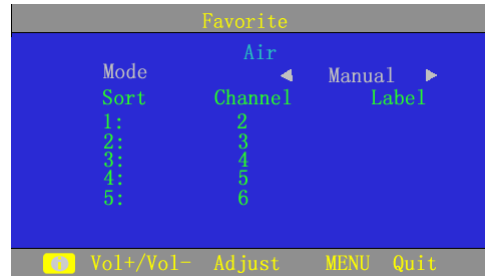 Favorite
Air
Mode ◀ Manual ▶
Sort Channel Label
1: 2
2: 3
3: 4
4: 5
5: 6
Vol+/Vol- Adjust MENU Quit